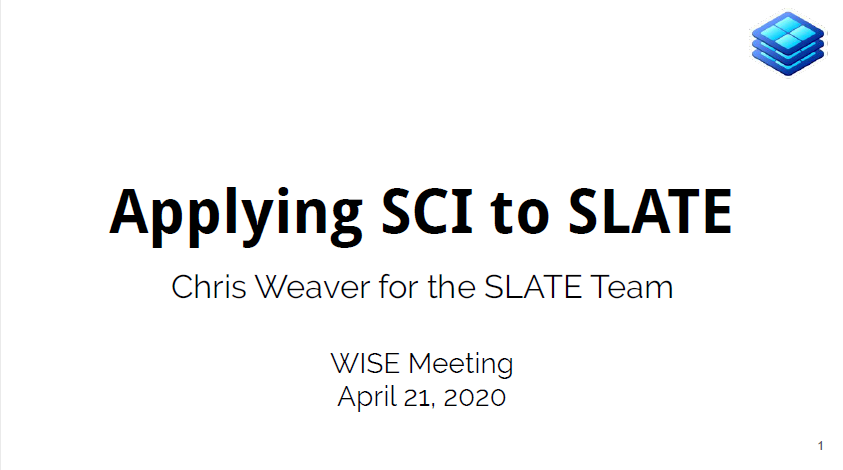 Applying SCI to SLATE
Chris Weaver for the SLATE Team
WISE Meeting
April 21, 2020
1